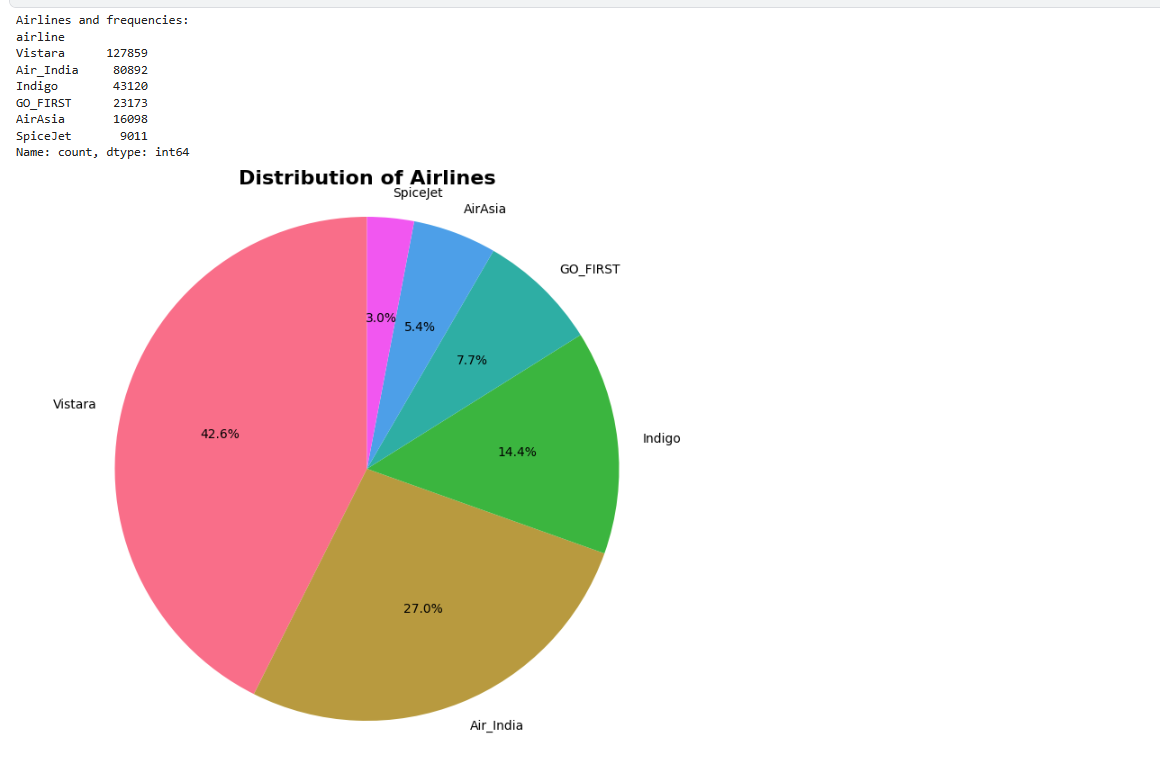 Airlines and frequencies:
airline
Vistara      127859
Air_India     80892
Indigo        43120
GO_FIRST      23173
AirAsia       16098
SpiceJet       9011
Name: count, dtype: int64
Distribution of Airlines
SpiceJet
AirAsia
GO_FIRST
3.0%
5.4%
7.7%
Vistara
42.6%
Indigo
14.4%
27.0%
Air_India